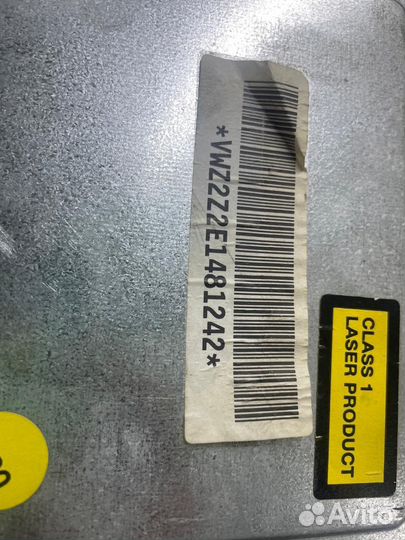 *VWZ2Z2E1481242*
CLASS 1
LASER PRODUCT
Avito